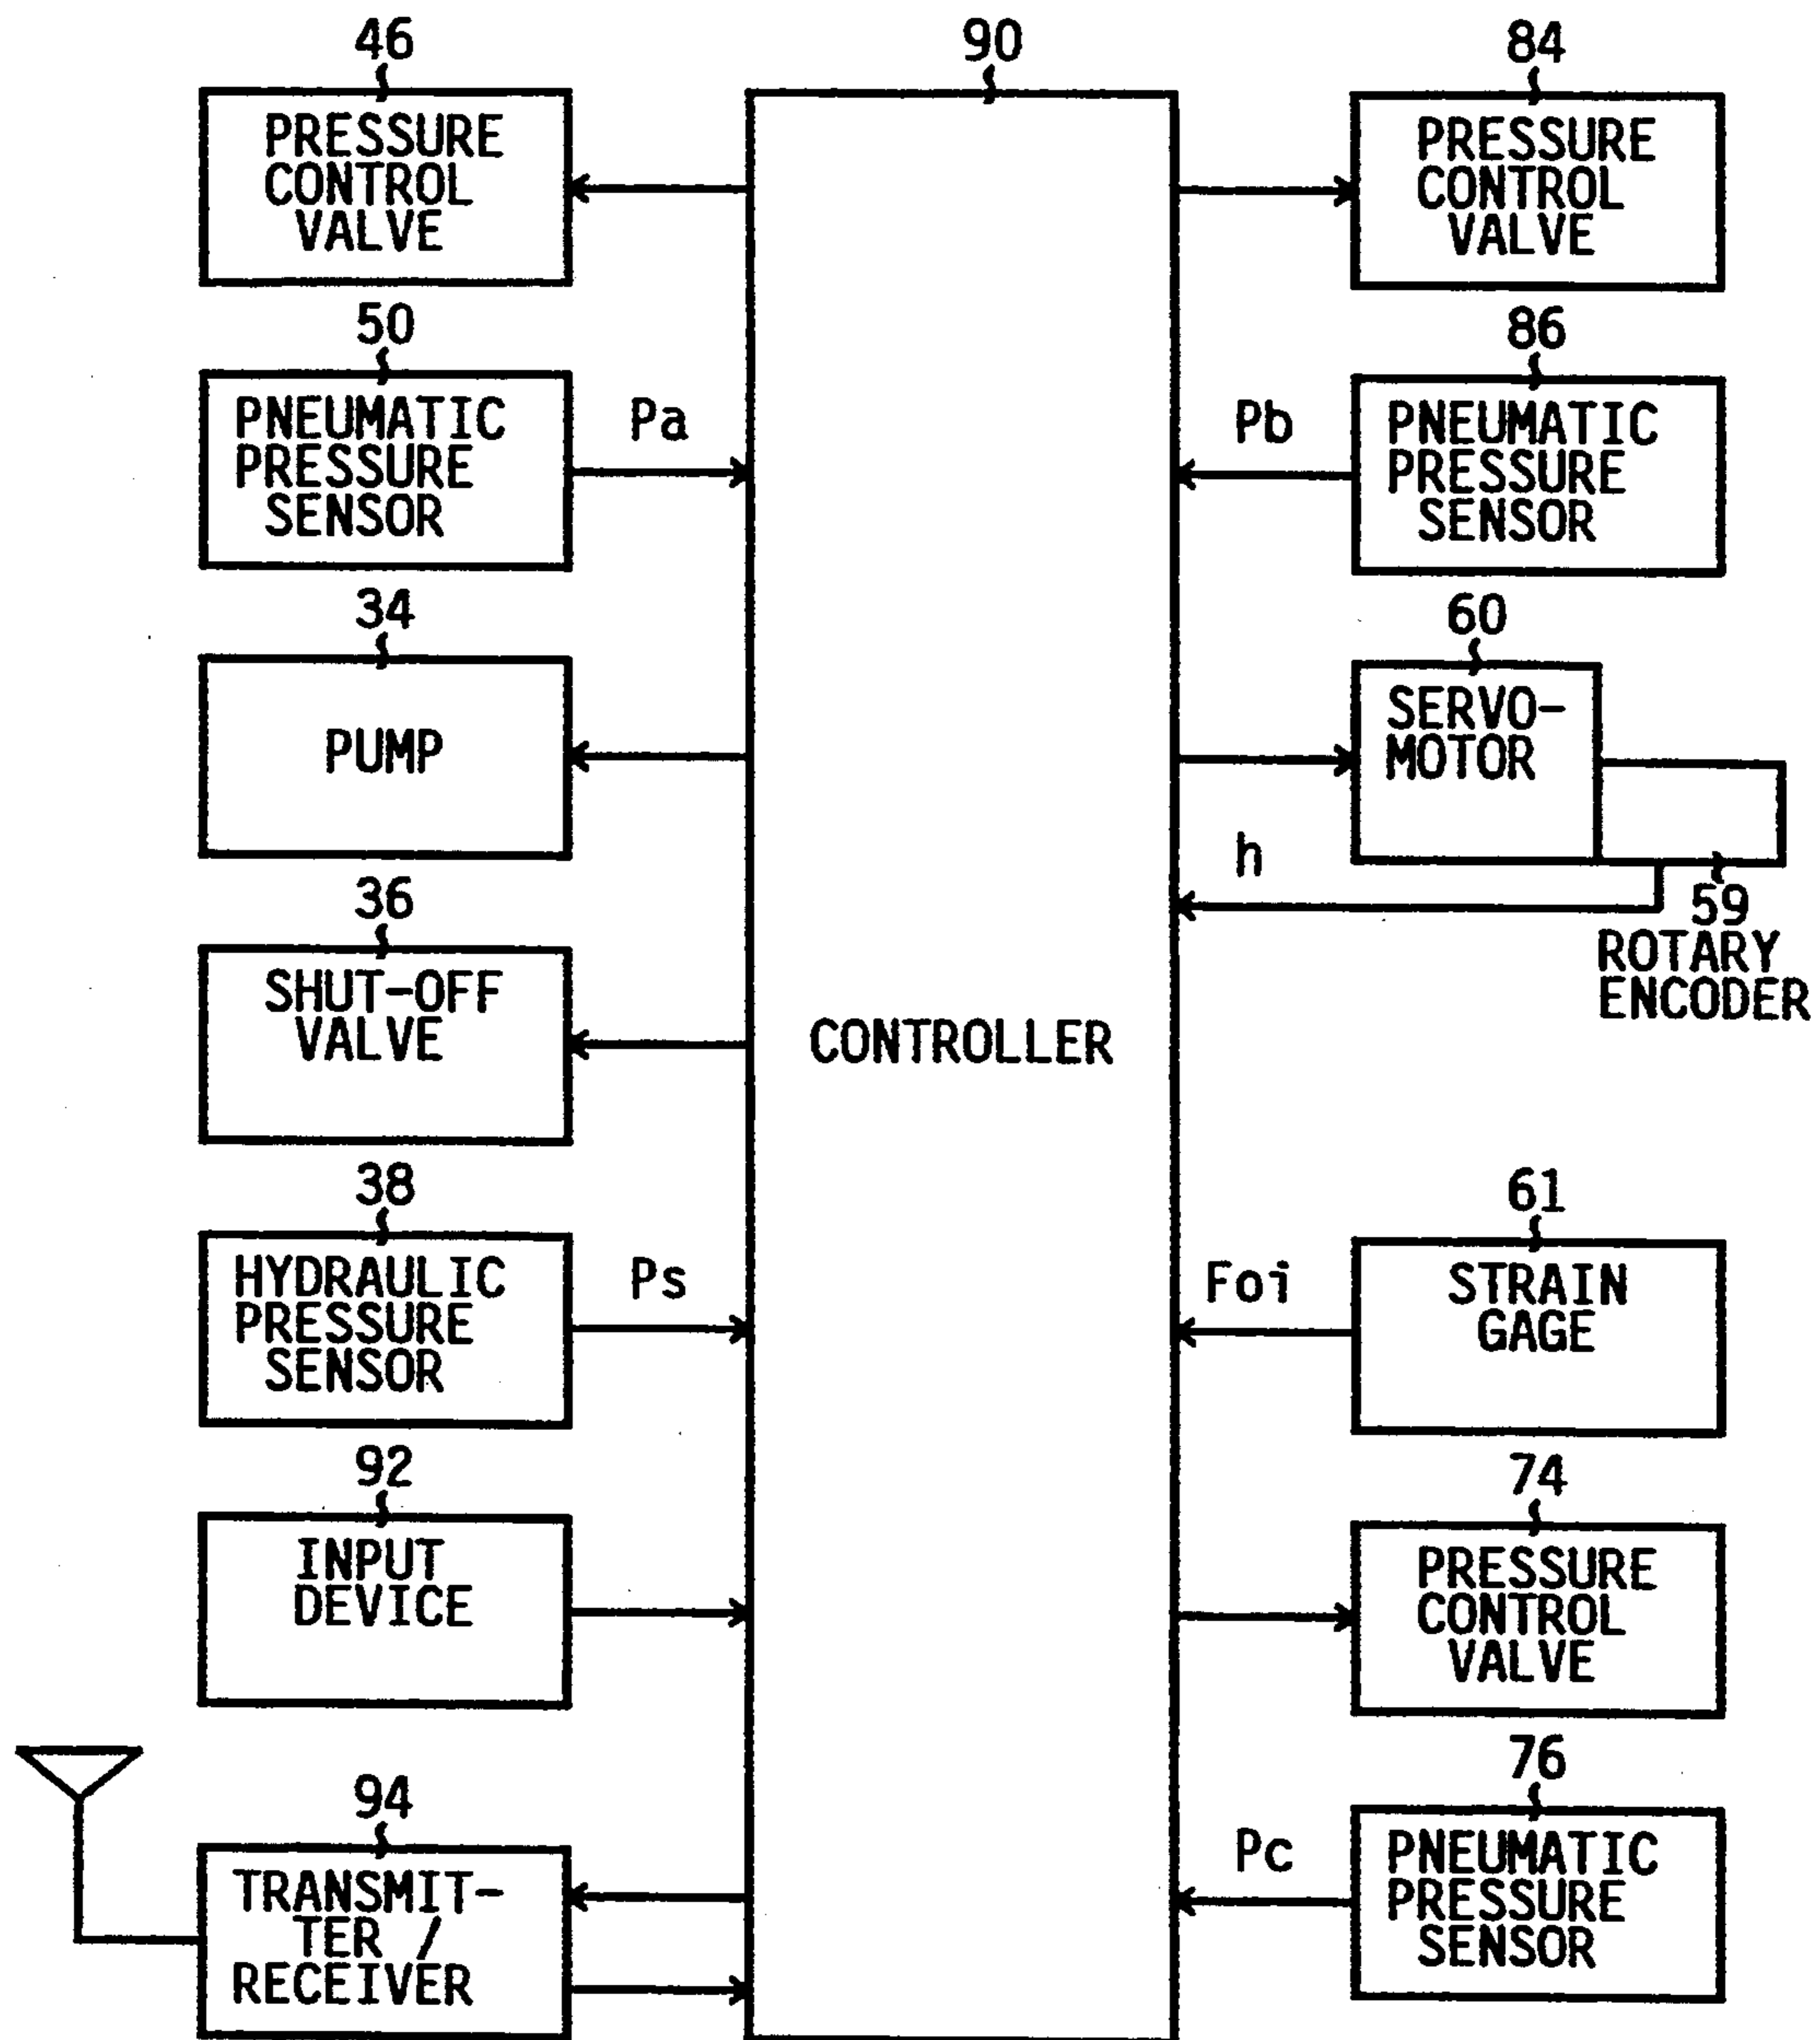 46
PRESSURE
CONTROL
VALVE
50
PNEUMATIC
PRESSURE
SENSOR
Pa
34
PUMP
36
SHUT-OFF
VALVE
38
HYDRAULIC
PRESSURE
SENSOR
Ps
92
INPUT
DEVICE
94
TRANSMIT-
TER /
RECEIVER
90
CONTROLLER
84
PRESSURE
CONTROL
VALVE
86
Pb
PNEUMATIC
PRESSURE
SENSOR
60
SERVO-
MOTOR
h
59
ROTARY
ENCODER
61
Foi
STRAIN
GAGE
74
PRESSURE
CONTROL
VALVE
76
Pc
PNEUMATIC
PRESSURE
SENSOR